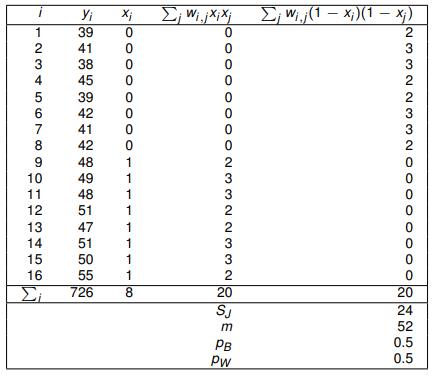 i y_i x_i ∑_j w_{i,j}x_ix_j ∑_j w_{i,j}(1 − x_i)(1 − x_j)
1 39 0 0 2
2 41 0 0 3
3 38 0 0 3
4 45 0 0 2
5 39 0 0 2
6 42 0 0 3
7 41 0 0 3
8 42 0 0 2
9 48 1 2 0
10 49 1 3 0
11 48 1 3 0
12 51 1 2 0
13 47 1 2 0
14 51 1 3 0
15 50 1 3 0
16 55 1 2 0
∑_i 726 8 20 20
S_J 24
m 52
p_B 0.5
p_W 0.5